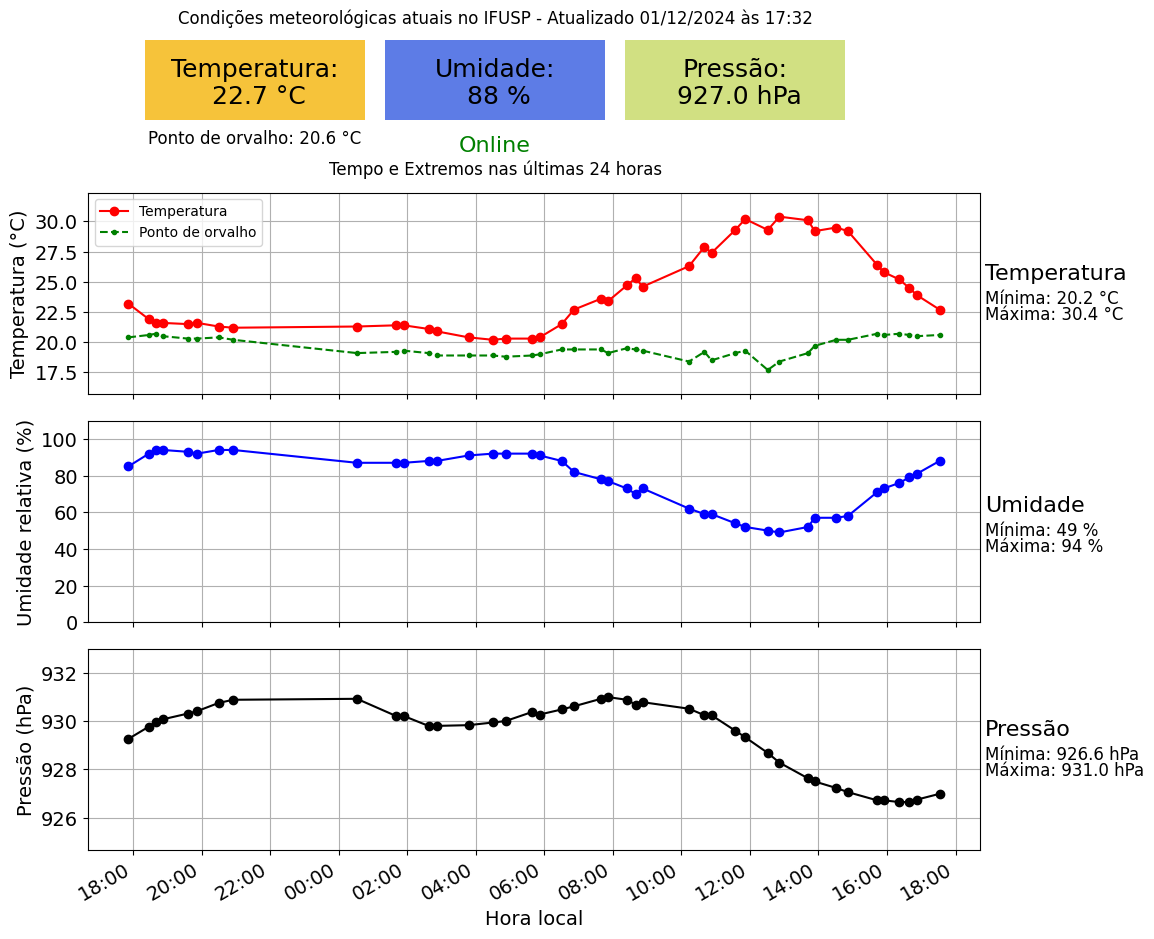 Condições meteorológicas atuais no IFUSP - Atualizado 01/12/2024 às 17:32
Temperatura:
22.7 °C
Umidade:
88 %
Pressão:
927.0 hPa
Ponto de orvalho: 20.6 °C
Online
Tempo e Extremos nas últimas 24 horas
Temperatura (°C)
30.0
27.5
25.0
22.5
20.0
17.5
Temperatura
Ponto de orvalho
Temperatura
Mínima: 20.2 °C
Máxima: 30.4 °C
Umidade relativa (%)
100
80
60
40
20
0
Umidade
Mínima: 49 %
Máxima: 94 %
Pressão (hPa)
932
930
928
926
Pressão
Mínima: 926.6 hPa
Máxima: 931.0 hPa
18:00 20:00 22:00 00:00 02:00 04:00 06:00 08:00 10:00 12:00 14:00 16:00 18:00
Hora local